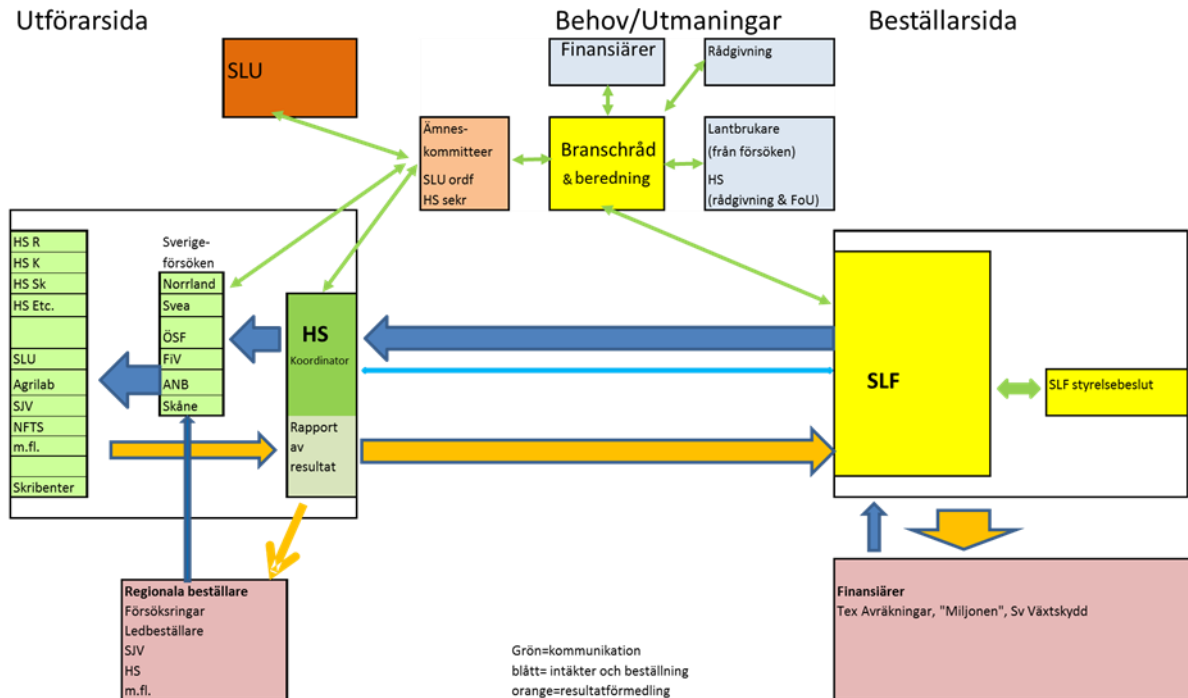 Utförarsida
Behov/Utmaningar
Beställarsida
SLU
Finansiärer
Rådgivning
Ämnes-
kommitteer
SLU ordf
HS sekr
Branschråd
& beredning
Lantbrukare
(från försöken)
HS
(rådgivning & FoU)
HS R
HS K
HS Sk
HS Etc.
SLU
Agrilab
SJV
NFTS
m.fl.
Skribenter
Sverige-
försöken
Norrland
Svea
ÖSF
FiV
ANB
Skåne
HS
Koordinator
Rapport
av
resultat
SLF
SLF styrelsebeslut
Regionala beställare
Försöksringar
Ledbeställare
SJV
HS
m.fl.
Grön=kommunikation
blått= intäkter och beställning
orange=resultatförmedling
Finansiärer
Tex Avräkningar, "Miljonen", Sv Växtskydd